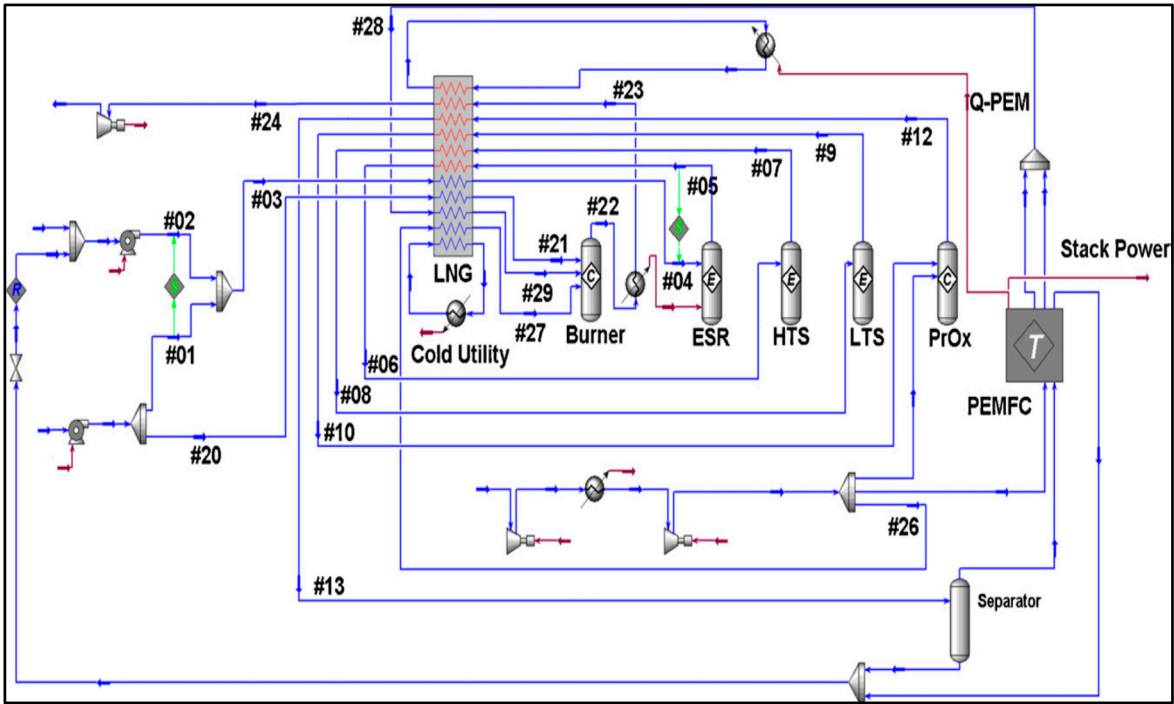 #28
#23
Q-PEM
#24
#12
#9
#07
#05
#03
#02
#22
Stack Power
LNG
#21
#04
#29
#01
#27
Burner
ESR
HTS
LTS
PrOx
Cold Utility
#06
T
PEMFC
#08
#10
#20
#26
#13
Separator
R
S
S
C
E
E
E
C